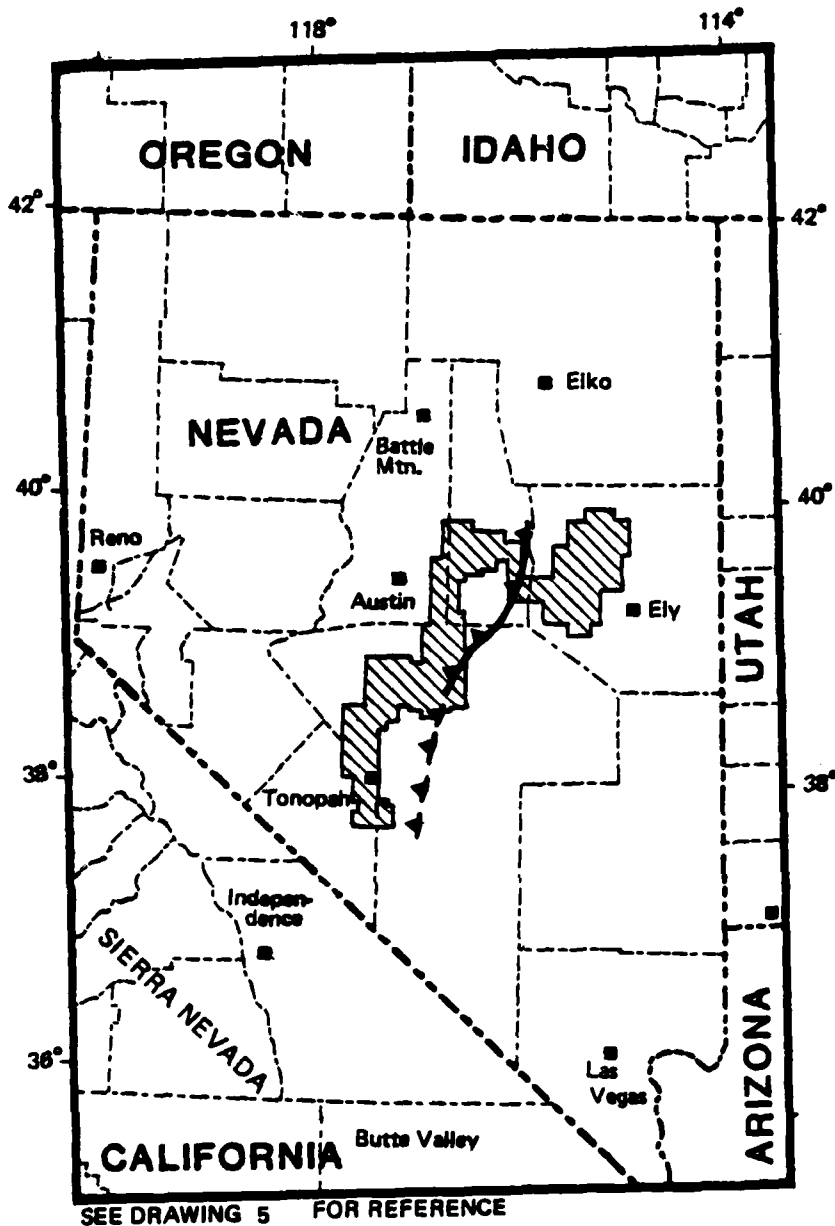 118°
114°
OREGON
IDAHO
42°
42°
Elko
NEVADA
Battle
Mtn.
40°
40°
Reno
Austin
Ely
UTAH
38°
38°
Tonopah
Indepen-
dence
SIERRA NEVADA
36°
Las
Vegas
ARIZONA
Butte Valley
CALIFORNIA
SEE DRAWING 5 FOR REFERENCE